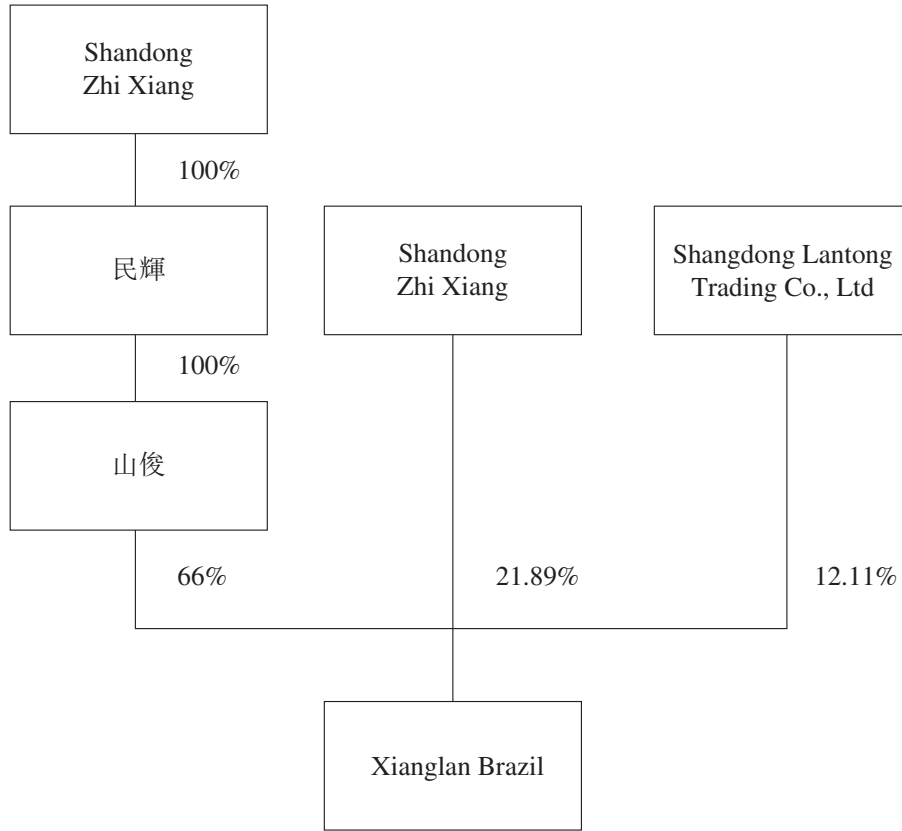 Shandong
Zhi Xiang
100%
民輝
Shandong
Zhi Xiang
Shangdong Lantong
Trading Co., Ltd
100%
山俊
66%
21.89%
12.11%
Xianglan Brazil